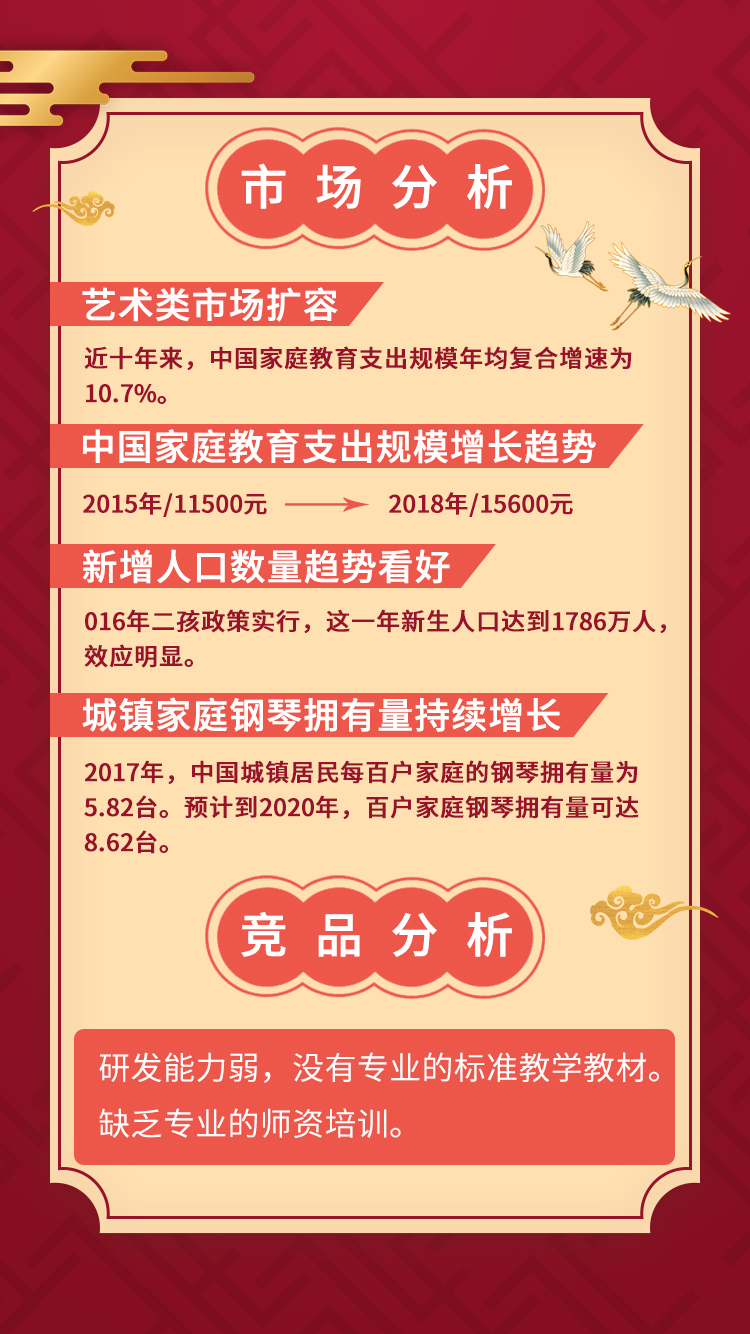 市场分析
艺术类市场扩容
近十年来，中国家庭教育支出规模年均复合增速为
10.7%。
中国家庭教育支出规模增长趋势
2015年/11500元 2018年/15600元
新增人口数量趋势看好
016年二孩政策实行，这一年新生人口达到1786万人，
效应明显。
城镇家庭钢琴拥有量持续增长
2017年，中国城镇居民每百户家庭的钢琴拥有量为
5.82台。预计到2020年，百户家庭钢琴拥有量可达
8.62台。
竞品分析
研发能力弱，没有专业的标准教学教材。
缺乏专业的师资培训。